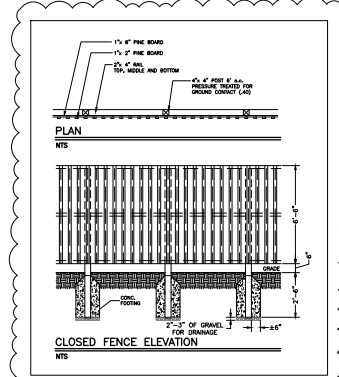 1"x 6" PINE BOARD
1"x 2" PINE BOARD
2"x 4" RAIL
TOP, MIDDLE AND BOTTOM
4"x 4" POST 6' o.c.
PRESSURE TREATED FOR
GROUND CONTACT (.40)
PLAN
NTS
6'-6"
6"
GRADE
2'-6"
CONC.
FOOTING
2"-3" OF GRAVEL
FOR DRAINAGE
±6"
CLOSED FENCE ELEVATION
NTS